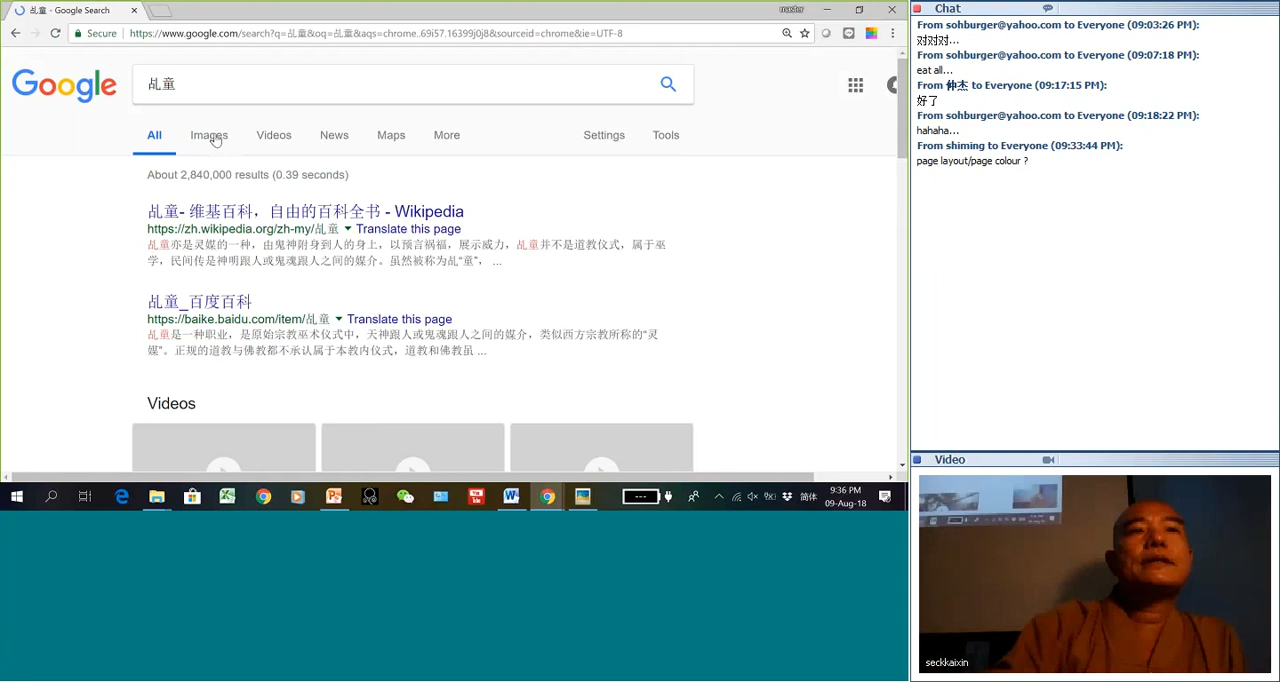 乩童 - Google Search
master
Secure
https://www.google.com/search?q=乩童&oq=乩童&aqs=chrome..69i57.16399j0j8&sourceid=chrome&ie=UTF-8
Google
乩童
All
Images
Videos
News
Maps
More
Settings
Tools
About 2,840,000 results (0.39 seconds)
乩童- 维基百科，自由的百科全书 - Wikipedia
https://zh.wikipedia.org/zh-my/乩童 ▼ Translate this page
乩童亦是灵媒的一种，由鬼神附身到人的身上，以预言祸福，展示威力，乩童并不是道教仪式，属于巫
学，民间传是神明跟人或鬼魂跟人之间的媒介。虽然被称为乩“童”， ...
乩童_百度百科
https://baike.baidu.com/item/乩童 ▼ Translate this page
乩童是一种职业，是原始宗教巫术仪式中，天神跟人或鬼魂跟人之间的媒介，类似西方宗教所称的“灵
媒”。正规的道教与佛教都不承认属于本教内仪式，道教和佛教虽 ...
Videos
简体
9:36 PM
09-Aug-18
Chat
From sohburger@yahoo.com to Everyone (09:03:26 PM):
对对对...
From sohburger@yahoo.com to Everyone (09:07:18 PM):
eat all...
From 仲杰 to Everyone (09:17:15 PM):
好了
From sohburger@yahoo.com to Everyone (09:18:22 PM):
hahaha...
From shiming to Everyone (09:33:44 PM):
page layout/page colour ?
Video
seckkaixin